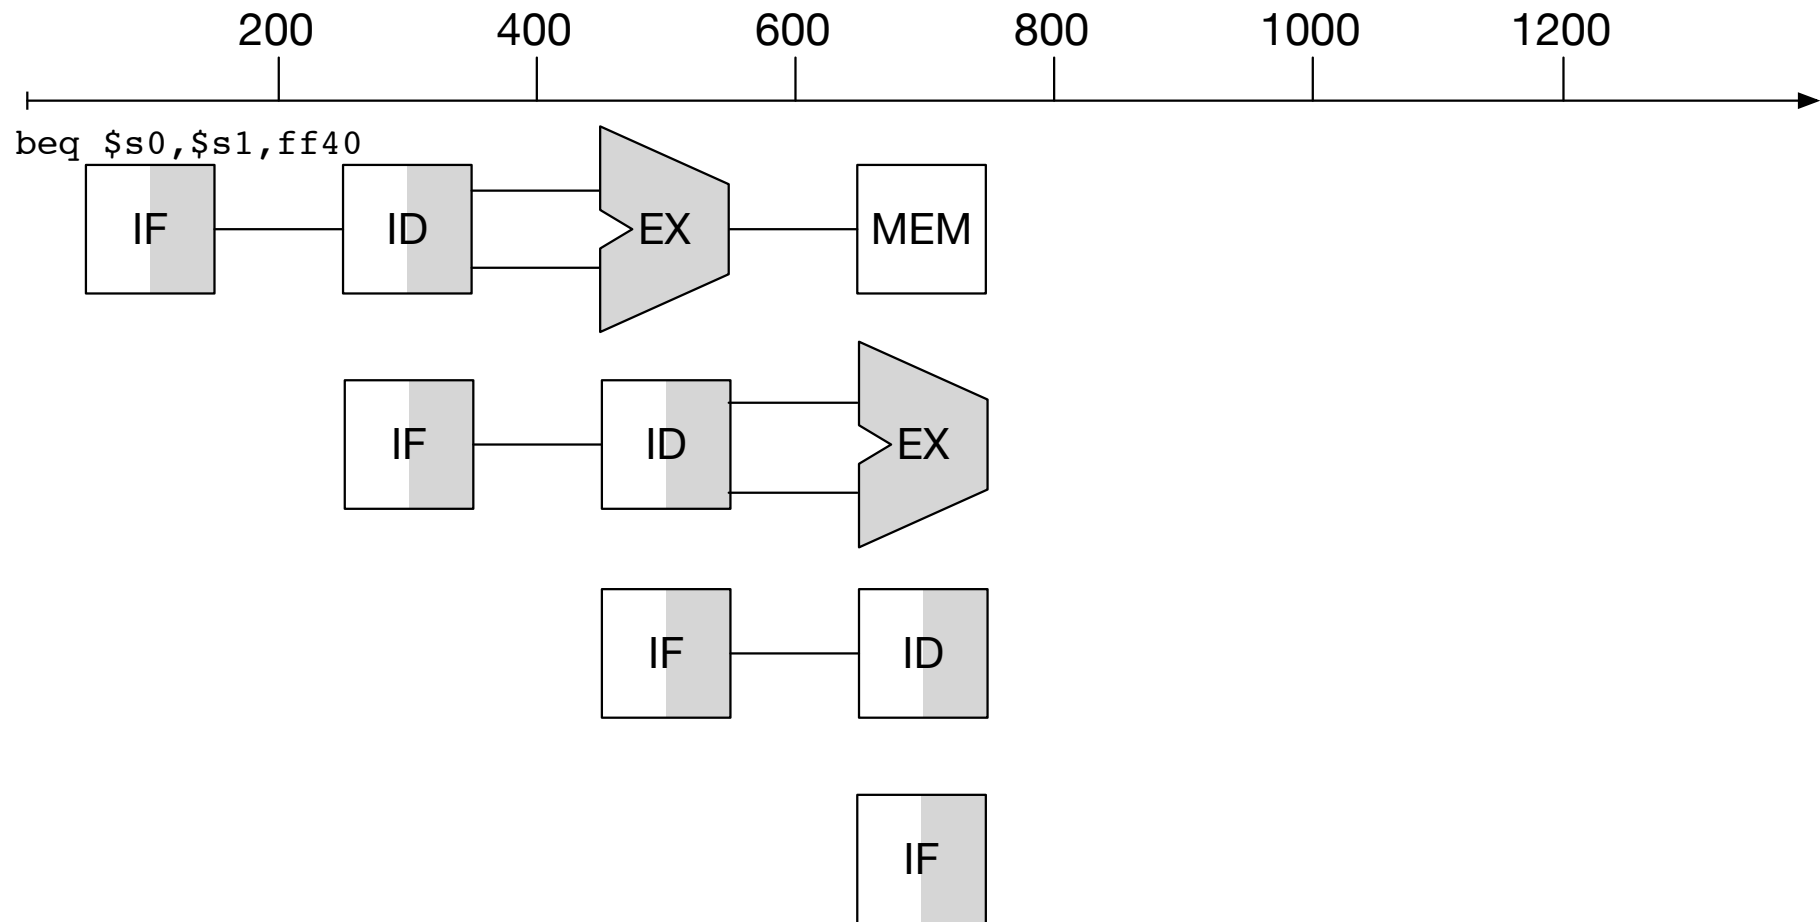 200 400 600 800 1000 1200
beq $s0,$s1,ff40
IF ID EX MEM
IF ID EX
IF ID
IF